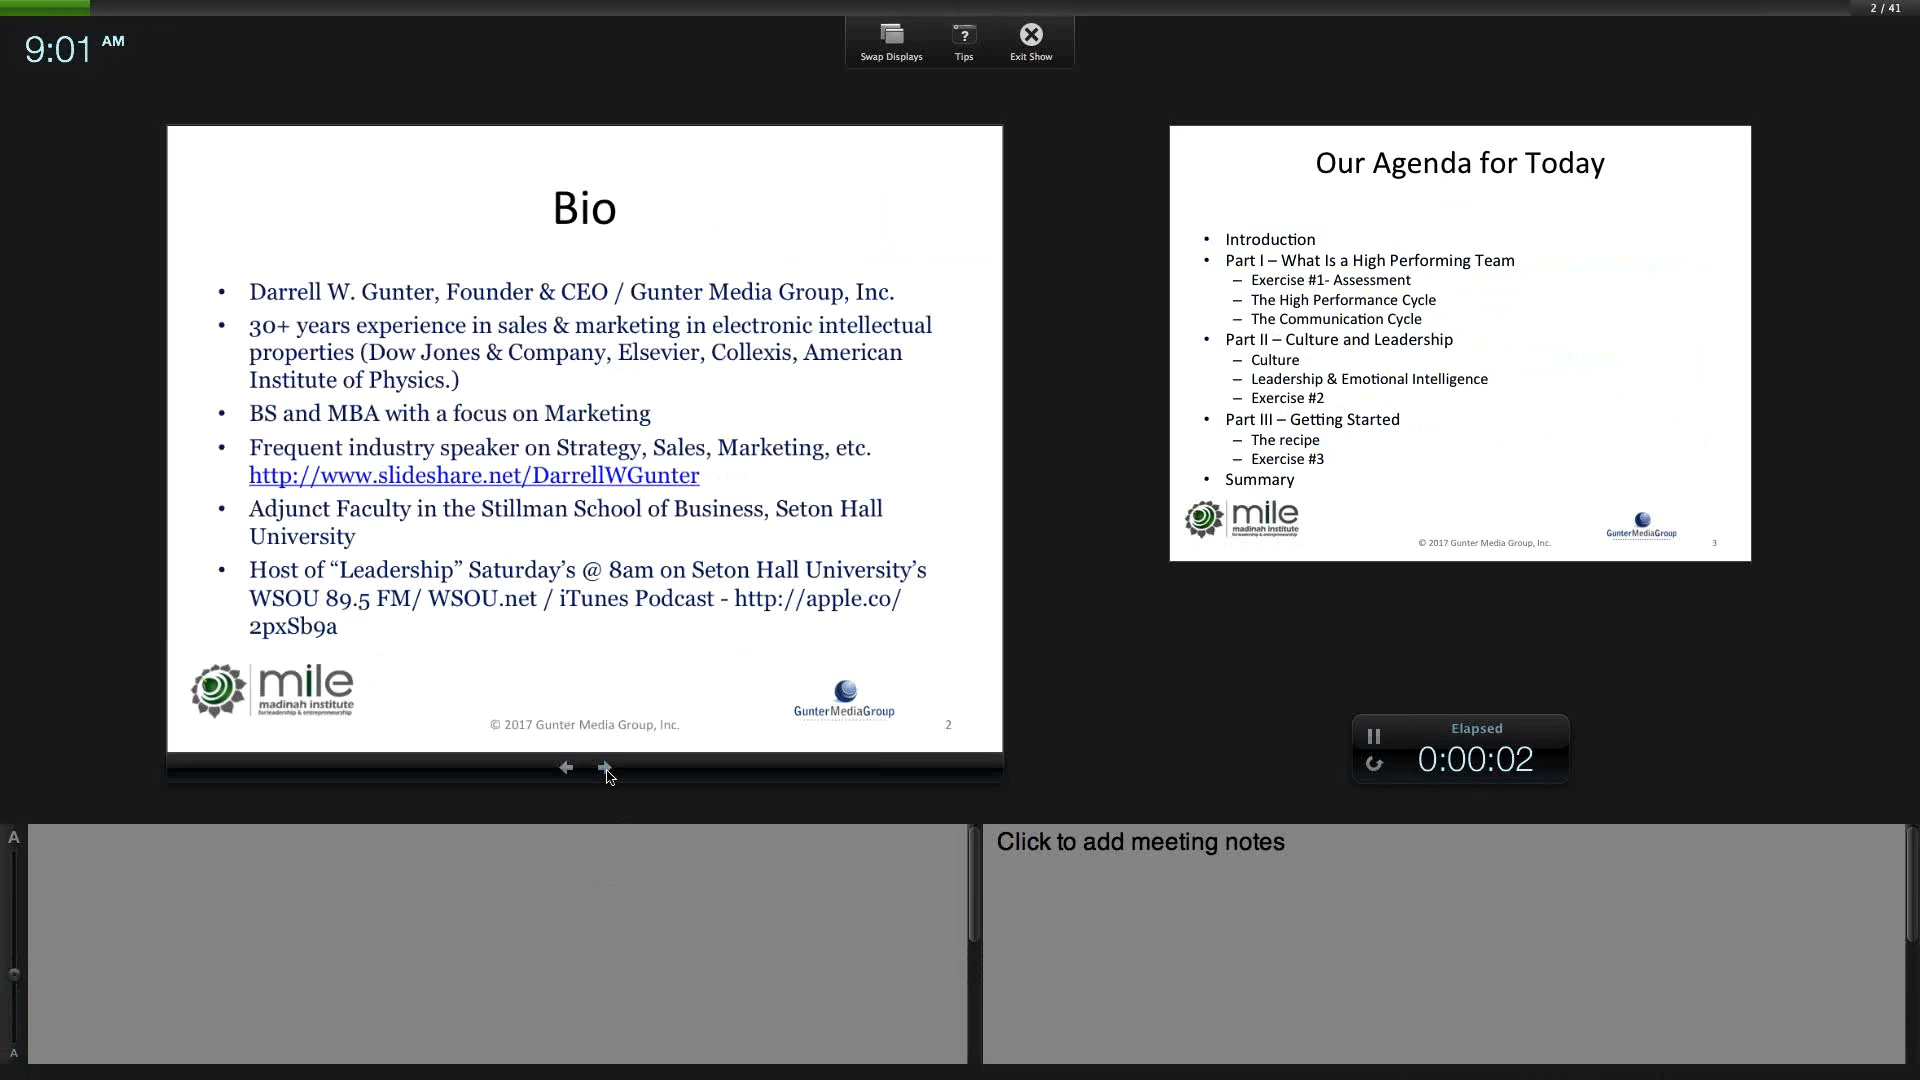 2 / 41
9:01 AM
Swap Displays
?
Tips
Exit Show
Bio
• Darrell W. Gunter, Founder & CEO / Gunter Media Group, Inc.
• 30+ years experience in sales & marketing in electronic intellectual
properties (Dow Jones & Company, Elsevier, Collexis, American
Institute of Physics.)
• BS and MBA with a focus on Marketing
• Frequent industry speaker on Strategy, Sales, Marketing, etc.
http://www.slideshare.net/DarrellWGunter
• Adjunct Faculty in the Stillman School of Business, Seton Hall
University
• Host of “Leadership” Saturday’s @ 8am on Seton Hall University’s
WSOU 89.5 FM/ WSOU.net / iTunes Podcast - http://apple.co/
2pxSb9a
mile
madinah institute
for leadership & entrepreneurship
© 2017 Gunter Media Group, Inc.
GunterMediaGroup
2
Our Agenda for Today
• Introduction
• Part I – What Is a High Performing Team
– Exercise #1- Assessment
– The High Performance Cycle
– The Communication Cycle
• Part II – Culture and Leadership
– Culture
– Leadership & Emotional Intelligence
– Exercise #2
• Part III – Getting Started
– The recipe
– Exercise #3
• Summary
mile
madinah institute
for leadership & entrepreneurship
© 2017 Gunter Media Group, Inc.
GunterMediaGroup
3
Elapsed
0:00:02
A
A
Click to add meeting notes